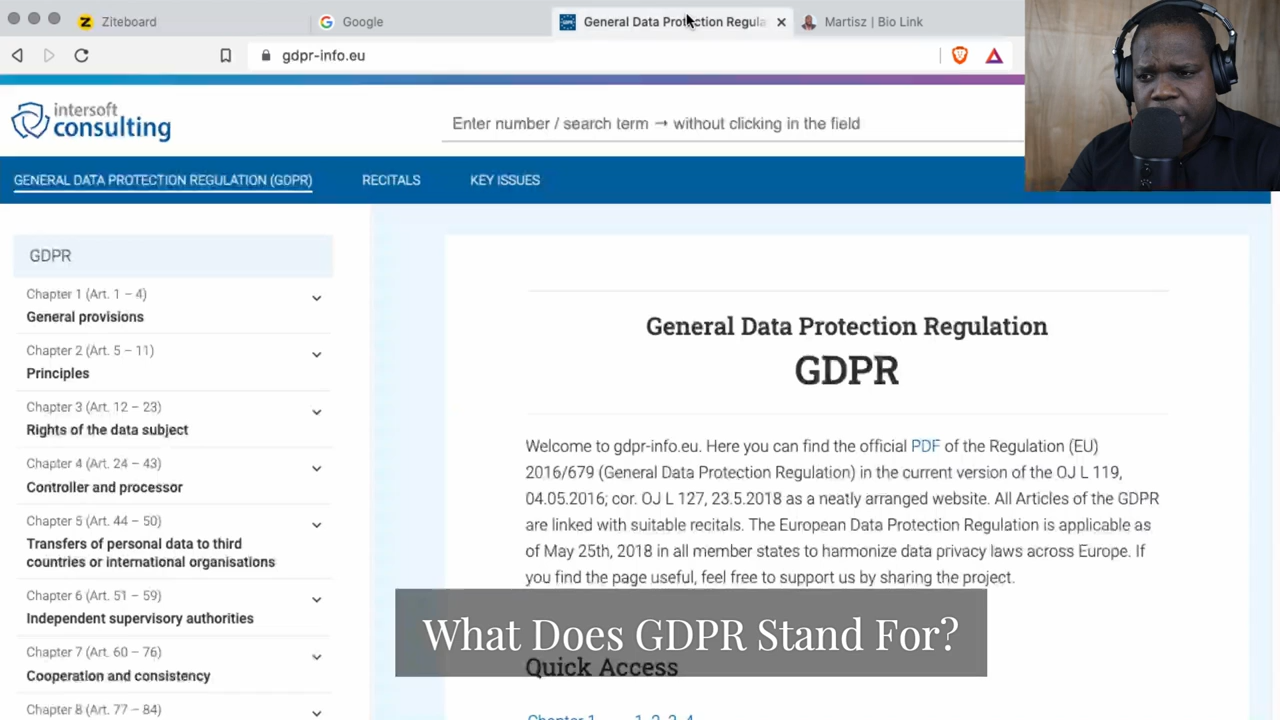 Ziteboard
Google
General Data Protection Regula
Martisz | Bio Link
gdpr-info.eu
intersoft
consulting
Enter number / search term → without clicking in the field
GENERAL DATA PROTECTION REGULATION (GDPR)
RECITALS
KEY ISSUES
GDPR
Chapter 1 (Art. 1 – 4)
General provisions
Chapter 2 (Art. 5 – 11)
Principles
Chapter 3 (Art. 12 – 23)
Rights of the data subject
Chapter 4 (Art. 24 – 43)
Controller and processor
Chapter 5 (Art. 44 – 50)
Transfers of personal data to third
countries or international organisations
Chapter 6 (Art. 51 – 59)
Independent supervisory authorities
Chapter 7 (Art. 60 – 76)
Cooperation and consistency
Chapter 8 (Art. 77 – 84)
General Data Protection Regulation
GDPR
Welcome to gdpr-info.eu. Here you can find the official PDF of the Regulation (EU)
2016/679 (General Data Protection Regulation) in the current version of the OJ L 119,
04.05.2016; cor. OJ L 127, 23.5.2018 as a neatly arranged website. All Articles of the GDPR
are linked with suitable recitals. The European Data Protection Regulation is applicable as
of May 25th, 2018 in all member states to harmonize data privacy laws across Europe. If
you find the page useful, feel free to support us by sharing the project.
What Does GDPR Stand For?
Quick Access
Chapter 1 1, 2, 3, 4